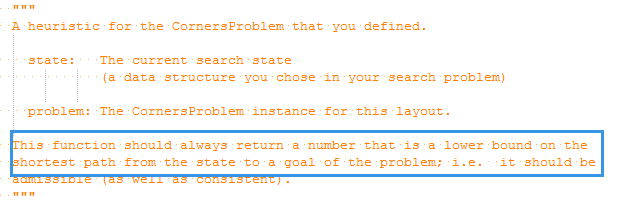 """
A heuristic for the CornersProblem that you defined.
state: The current search state
(a data structure you chose in your search problem)
problem: The CornersProblem instance for this layout.
This function should always return a number that is a lower bound on the
shortest path from the state to a goal of the problem; i.e. it should be
admissible (as well as consistent).
"""